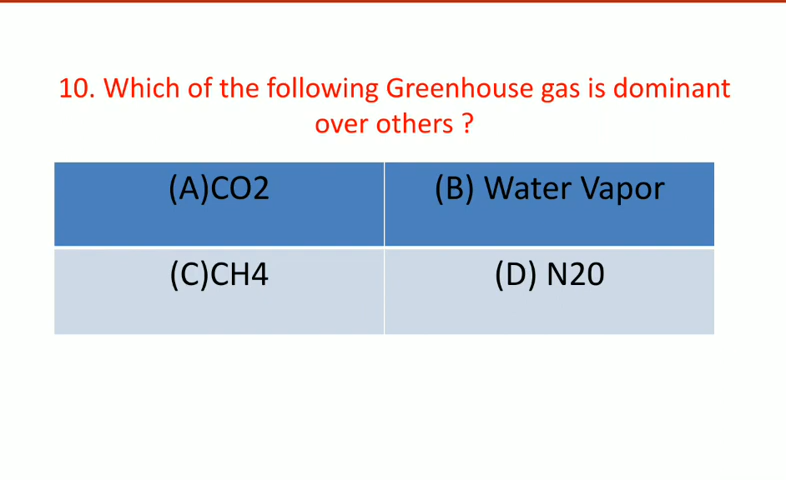 10. Which of the following Greenhouse gas is dominant
over others ?
(A)CO2
(B) Water Vapor
(C)CH4
(D) N20